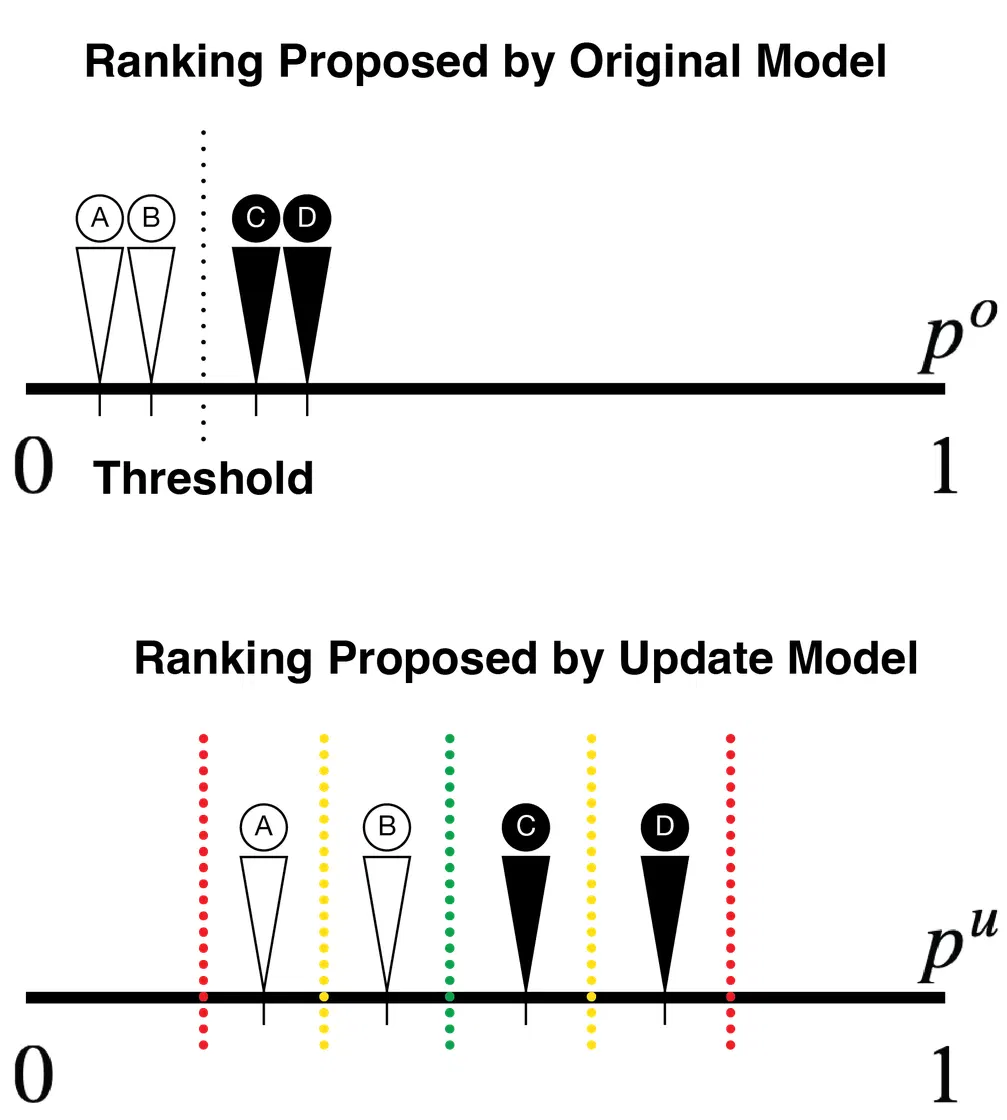 Ranking Proposed by Original Model
A B C D
p^o
0 Threshold 1
Ranking Proposed by Update Model
A B C D
p^u
0 1